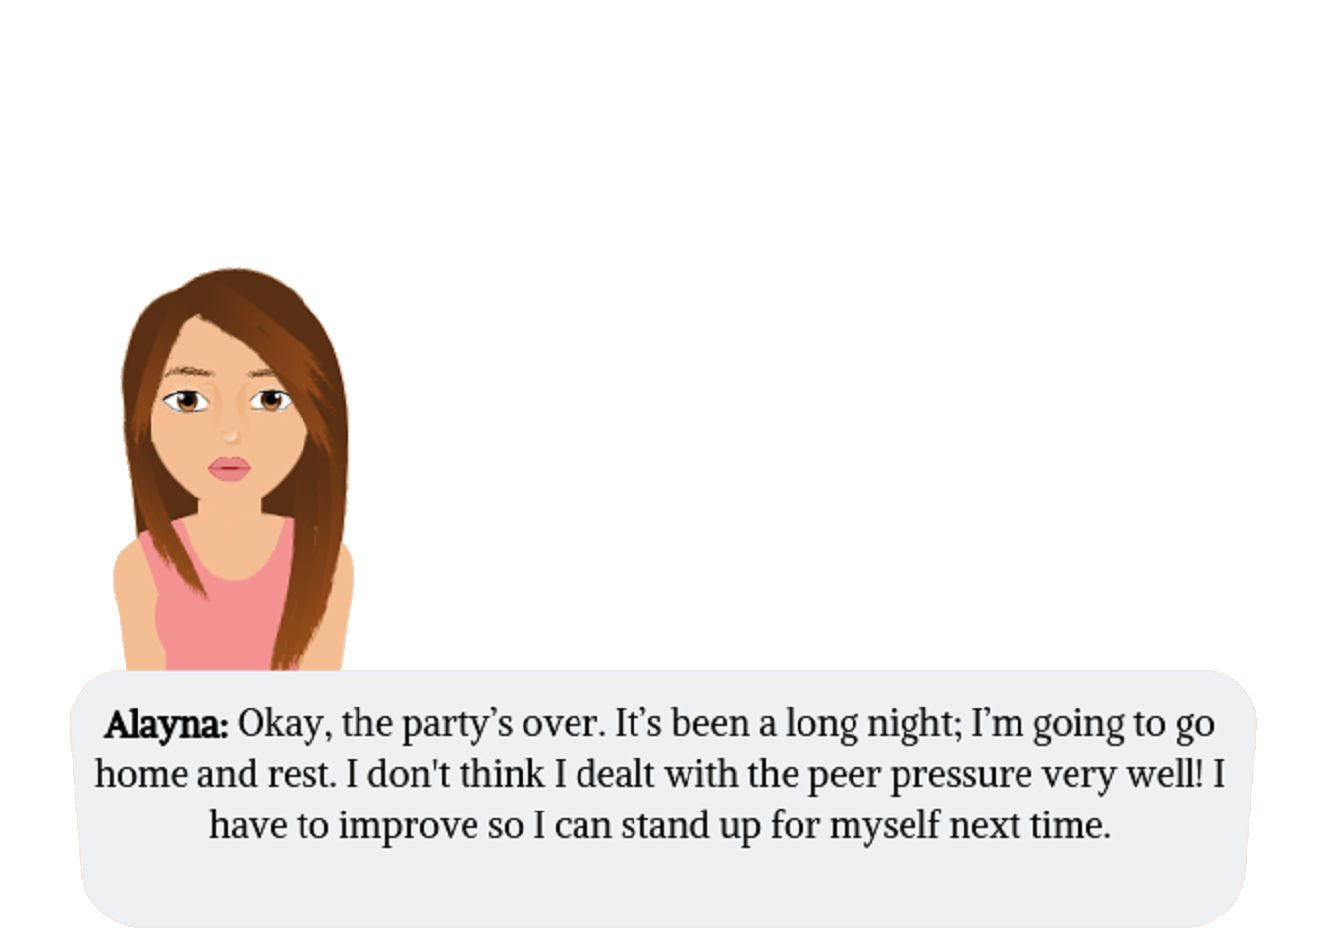 Alayna: Okay, the party’s over. It’s been a long night; I’m going to go
home and rest. I don't think I dealt with the peer pressure very well! I
have to improve so I can stand up for myself next time.